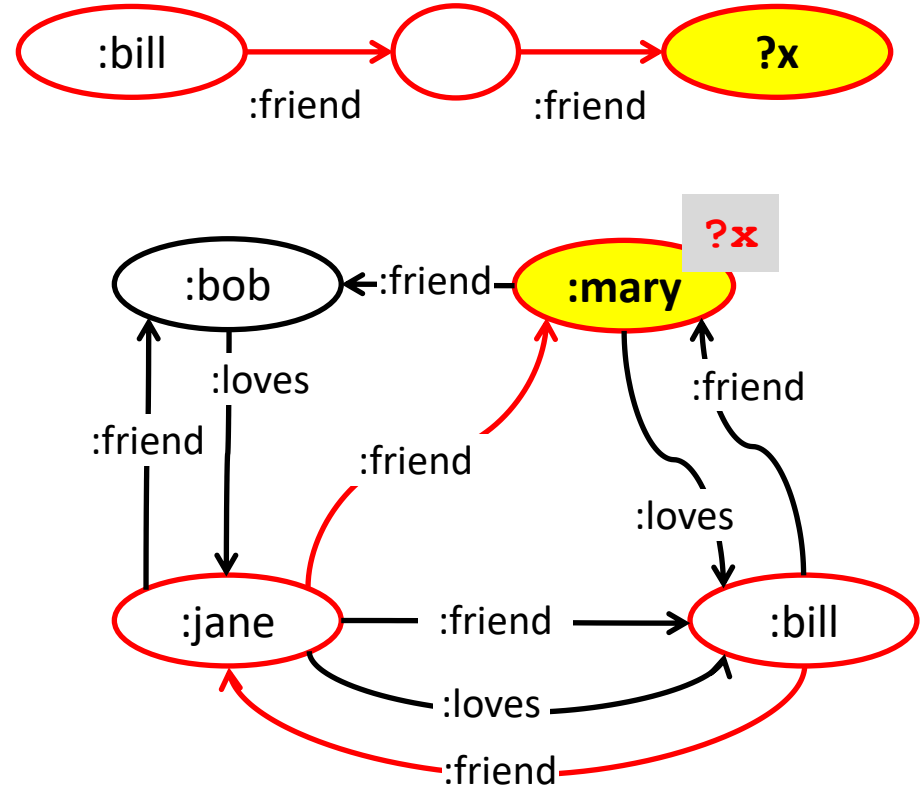 :bill
?x
:friend
:friend
?x
:bob
:friend
:mary
:loves
:friend
:friend
:friend
:loves
:jane
:friend
:bill
:loves
:friend